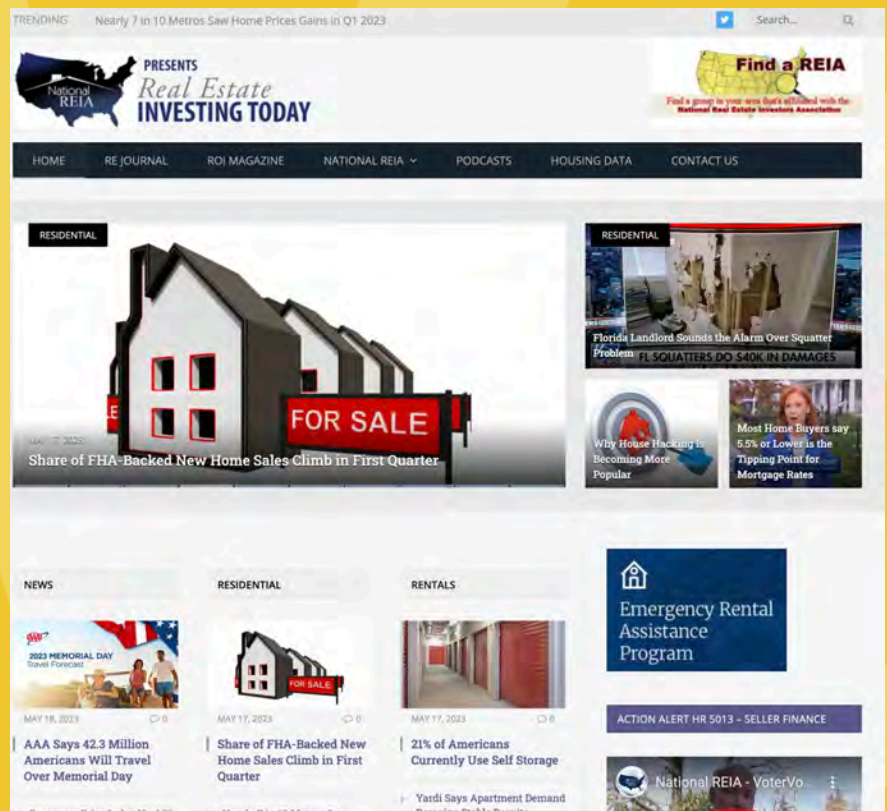 TRENDING Nearly 7 in 10 Metros Saw Home Prices Gains in Q1 2023 Search...
National
REIA
PRESENTS
Real Estate
INVESTING TODAY
Find a REIA
Find a group in your area that's affiliated with the
National Real Estate Investors Association
HOME RE JOURNAL ROI MAGAZINE NATIONAL REIA PODCASTS HOUSING DATA CONTACT US
RESIDENTIAL
FOR SALE
MAY 17, 2023
Share of FHA-Backed New Home Sales Climb in First Quarter
RESIDENTIAL
Florida Landlord Sounds the Alarm Over Squatter
Problem
FL SQUATTERS DO $40K IN DAMAGES
Why House Hacking is
Becoming More
Popular
Most Home Buyers say
5.5% or Lower is the
Tipping Point for
Mortgage Rates
NEWS
2023 MEMORIAL DAY
Travel Forecast
MAY 18, 2023 0
AAA Says 42.3 Million
Americans Will Travel
Over Memorial Day
RESIDENTIAL
FOR SALE
MAY 17, 2023 0
Share of FHA-Backed New
Home Sales Climb in First
Quarter
RENTALS
MAY 17, 2023 0
21% of Americans
Currently Use Self Storage
Yardi Says Apartment Demand
Emergency Rental
Assistance
Program
ACTION ALERT HR 5013 – SELLER FINANCE
National REIA - VoterVo...